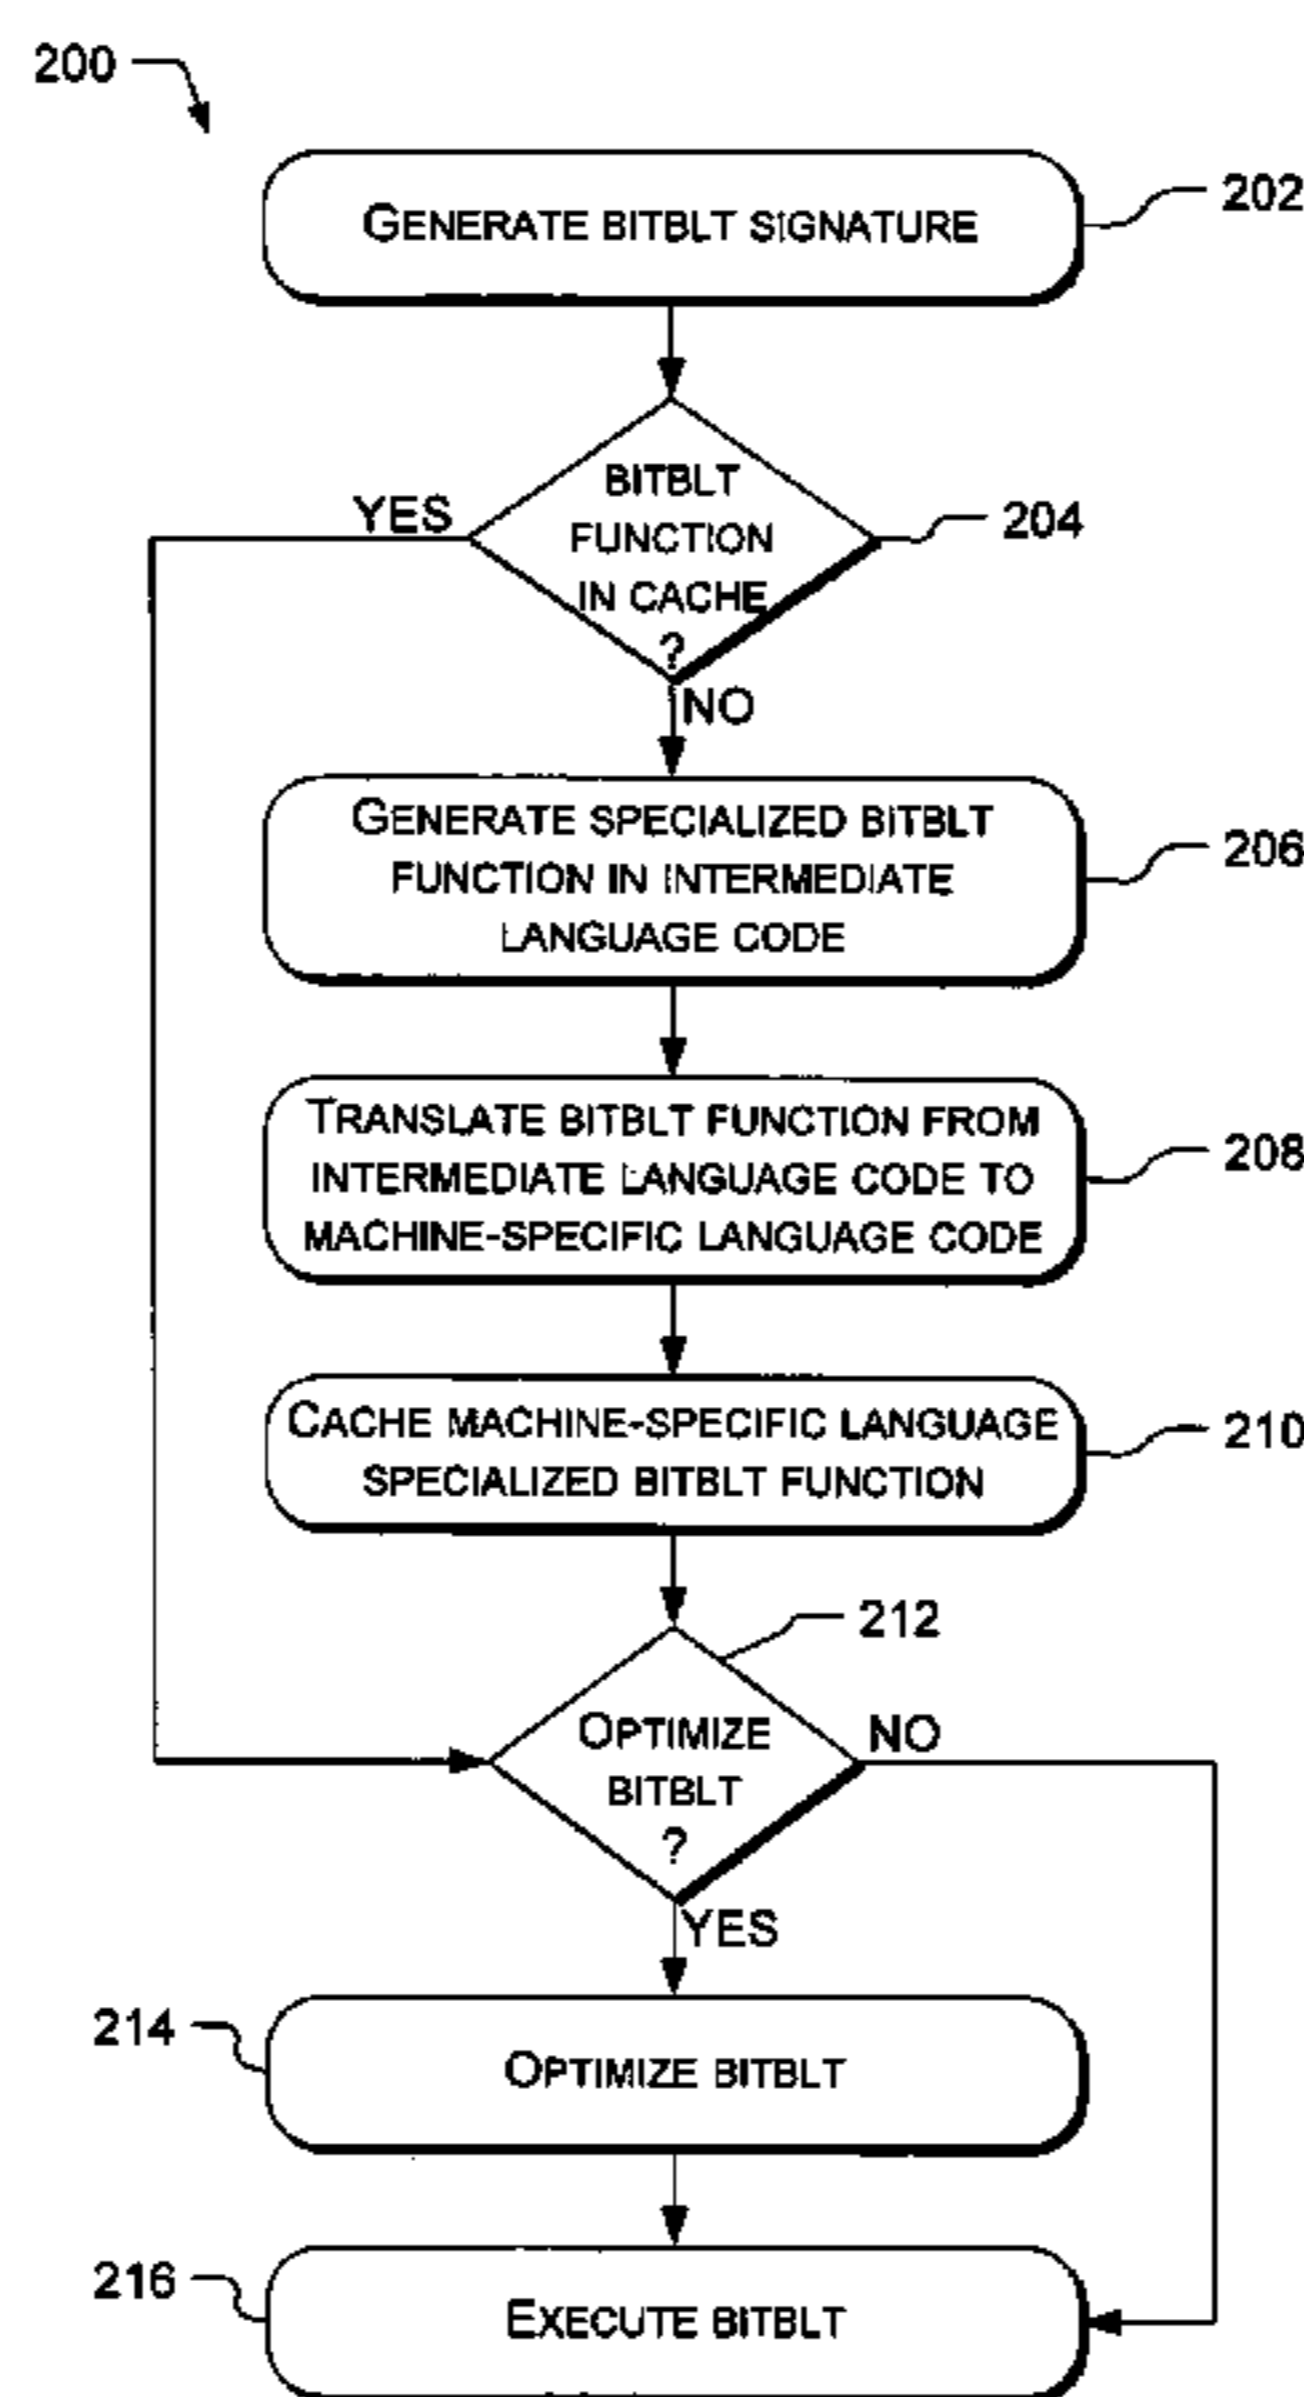 200
GENERATE BITBLT SIGNATURE
202
BITBLT
FUNCTION
IN CACHE
?
YES
204
NO
GENERATE SPECIALIZED BITBLT
FUNCTION IN INTERMEDIATE
LANGUAGE CODE
206
TRANSLATE BITBLT FUNCTION FROM
INTERMEDIATE LANGUAGE CODE TO
MACHINE-SPECIFIC LANGUAGE CODE
208
CACHE MACHINE-SPECIFIC LANGUAGE
SPECIALIZED BITBLT FUNCTION
210
212
OPTIMIZE
BITBLT
?
NO
YES
214
OPTIMIZE BITBLT
216
EXECUTE BITBLT